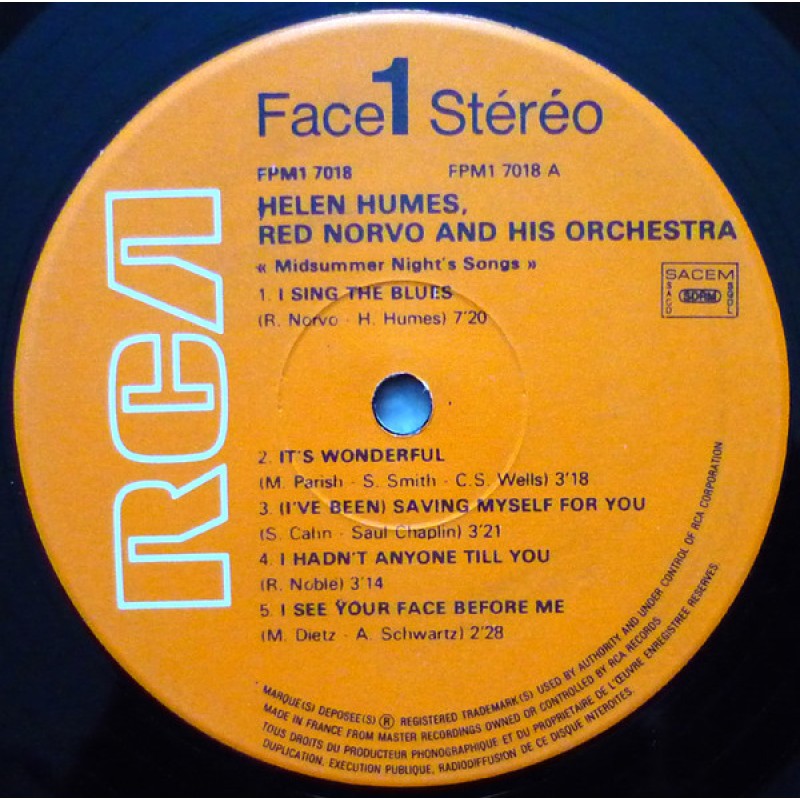 Face 1 Stéréo
FPM1 7018 FPM1 7018 A
HELEN HUMES,
RED NORVO AND HIS ORCHESTRA
« Midsummer Night's Songs »
1. I SING THE BLUES
(R. Norvo - H. Humes) 7'20
SACEM
SACD SDRM SGDL
RCA
2. IT'S WONDERFUL
(M. Parish - S. Smith - C.S. Wells) 3'18
3. (I'VE BEEN) SAVING MYSELF FOR YOU
(S. Cahn - Saul Chaplin) 3'21
4. I HADN'T ANYONE TILL YOU
(R. Noble) 3'14
5. I SEE YOUR FACE BEFORE ME
(M. Dietz - A. Schwartz) 2'28
MARQUE(S) DEPOSEE(S) ® REGISTERED TRADEMARK(S) USED BY AUTHORITY AND UNDER CONTROL OF RCA CORPORATION
MADE IN FRANCE FROM MASTER RECORDINGS OWNED OR CONTROLLED BY RCA RECORDS
TOUS DROITS DU PRODUCTEUR PHONOGRAPHIQUE ET DU PROPRIETAIRE DE L'ŒUVRE ENREGISTREE RESERVES.
DUPLICATION, EXECUTION PUBLIQUE, RADIODIFFUSION DE CE DISQUE INTERDITES.